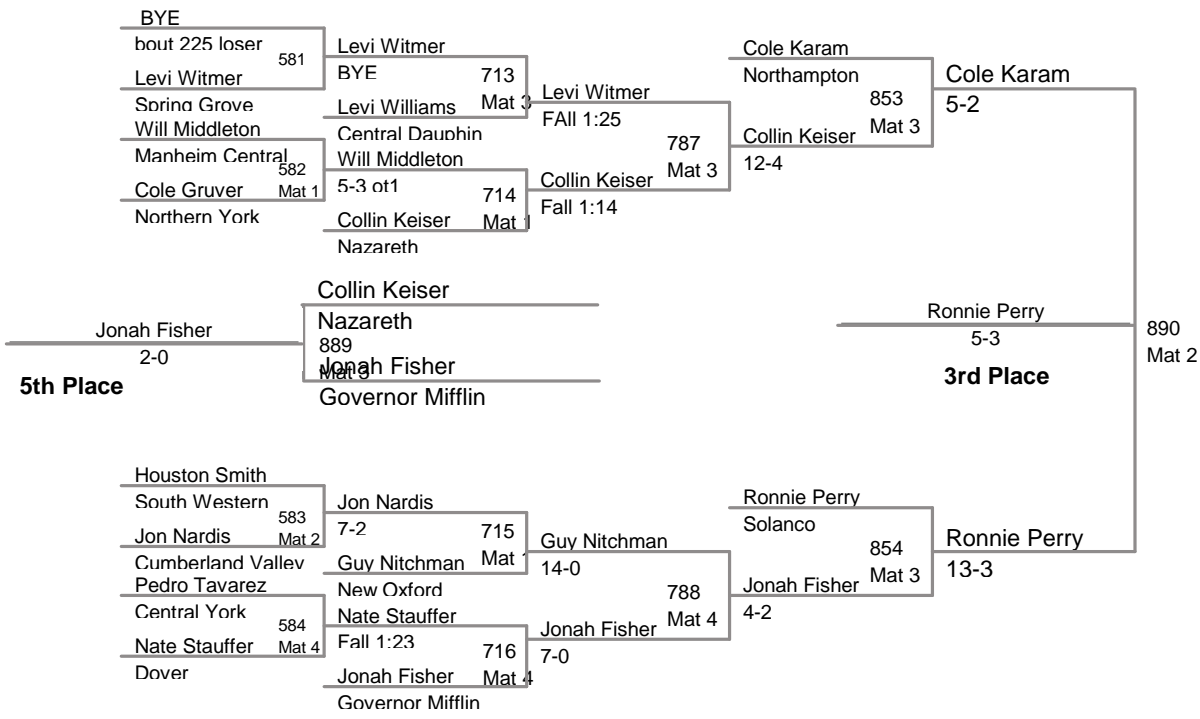 BYE
bout 225 loser
581
Levi Witmer
Spring Grove
Will Middleton
Manheim Central
582
Mat 1
Cole Gruver
Northern York
Levi Witmer
BYE
713
Mat 3
Levi Williams
Central Dauphin
Will Middleton
5-3 ot1
714
Mat 1
Collin Keiser
Nazareth
Levi Witmer
FAll 1:25
787
Mat 3
Collin Keiser
Fall 1:14
Cole Karam
Northampton
853
Mat 3
Collin Keiser
12-4
Cole Karam
5-2
Collin Keiser
Nazareth
889
Mat 3
Jonah Fisher
Governor Mifflin
Jonah Fisher
2-0
5th Place
Ronnie Perry
5-3
3rd Place
890
Mat 2
Houston Smith
South Western
583
Mat 2
Jon Nardis
Cumberland Valley
Pedro Tavarez
Central York
584
Mat 4
Nate Stauffer
Dover
Jon Nardis
7-2
715
Mat
Guy Nitchman
New Oxford
Nate Stauffer
Fall 1:23
716
Mat 4
Jonah Fisher
Governor Mifflin
Guy Nitchman
14-0
788
Mat 4
Jonah Fisher
7-0
Ronnie Perry
Solanco
854
Mat 3
Jonah Fisher
4-2
Ronnie Perry
13-3